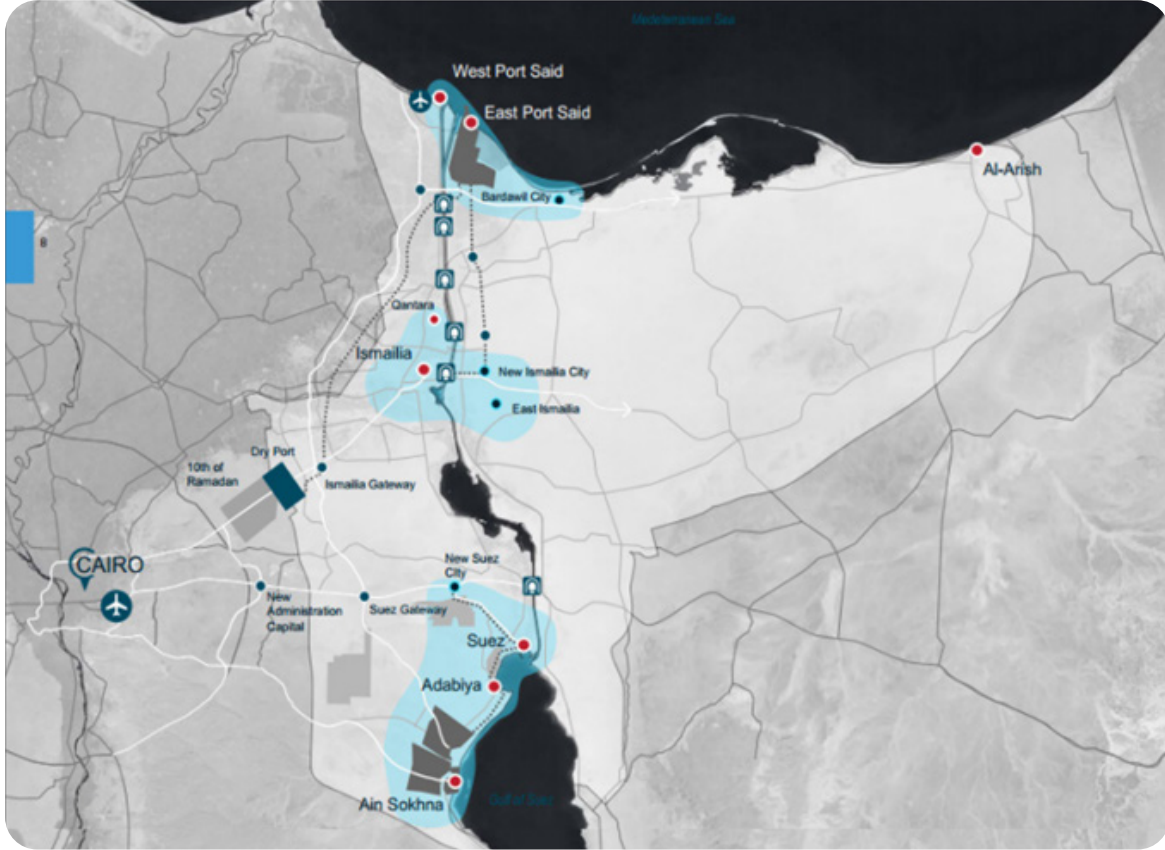 Medeterranean Sea
West Port Said
East Port Said
Al-Arish
Bardawil City
8
Qantara
Ismailia
New Ismailia City
East Ismailia
Dry Port
10th of
Ramadan
Ismailia Gateway
CAIRO
New Suez
City
New
Administration
Capital
Suez Gateway
Suez
Adabiya
Ain Sokhna
Gulf of Suez